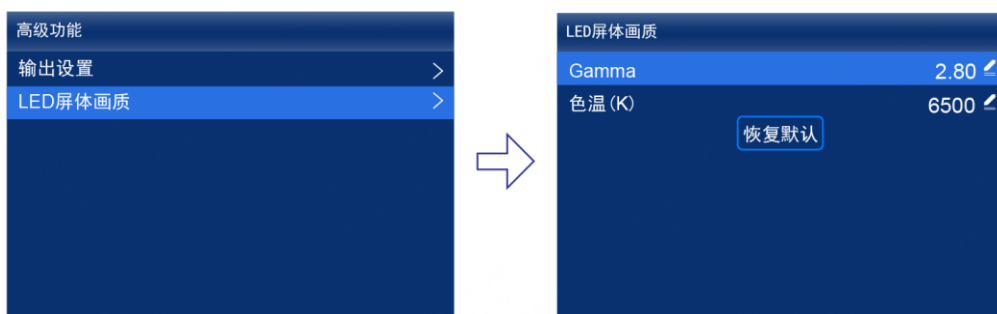 高级功能
输出设置
LED屏体画质
LED屏体画质
Gamma 2.80
色温(K) 6500
恢复默认